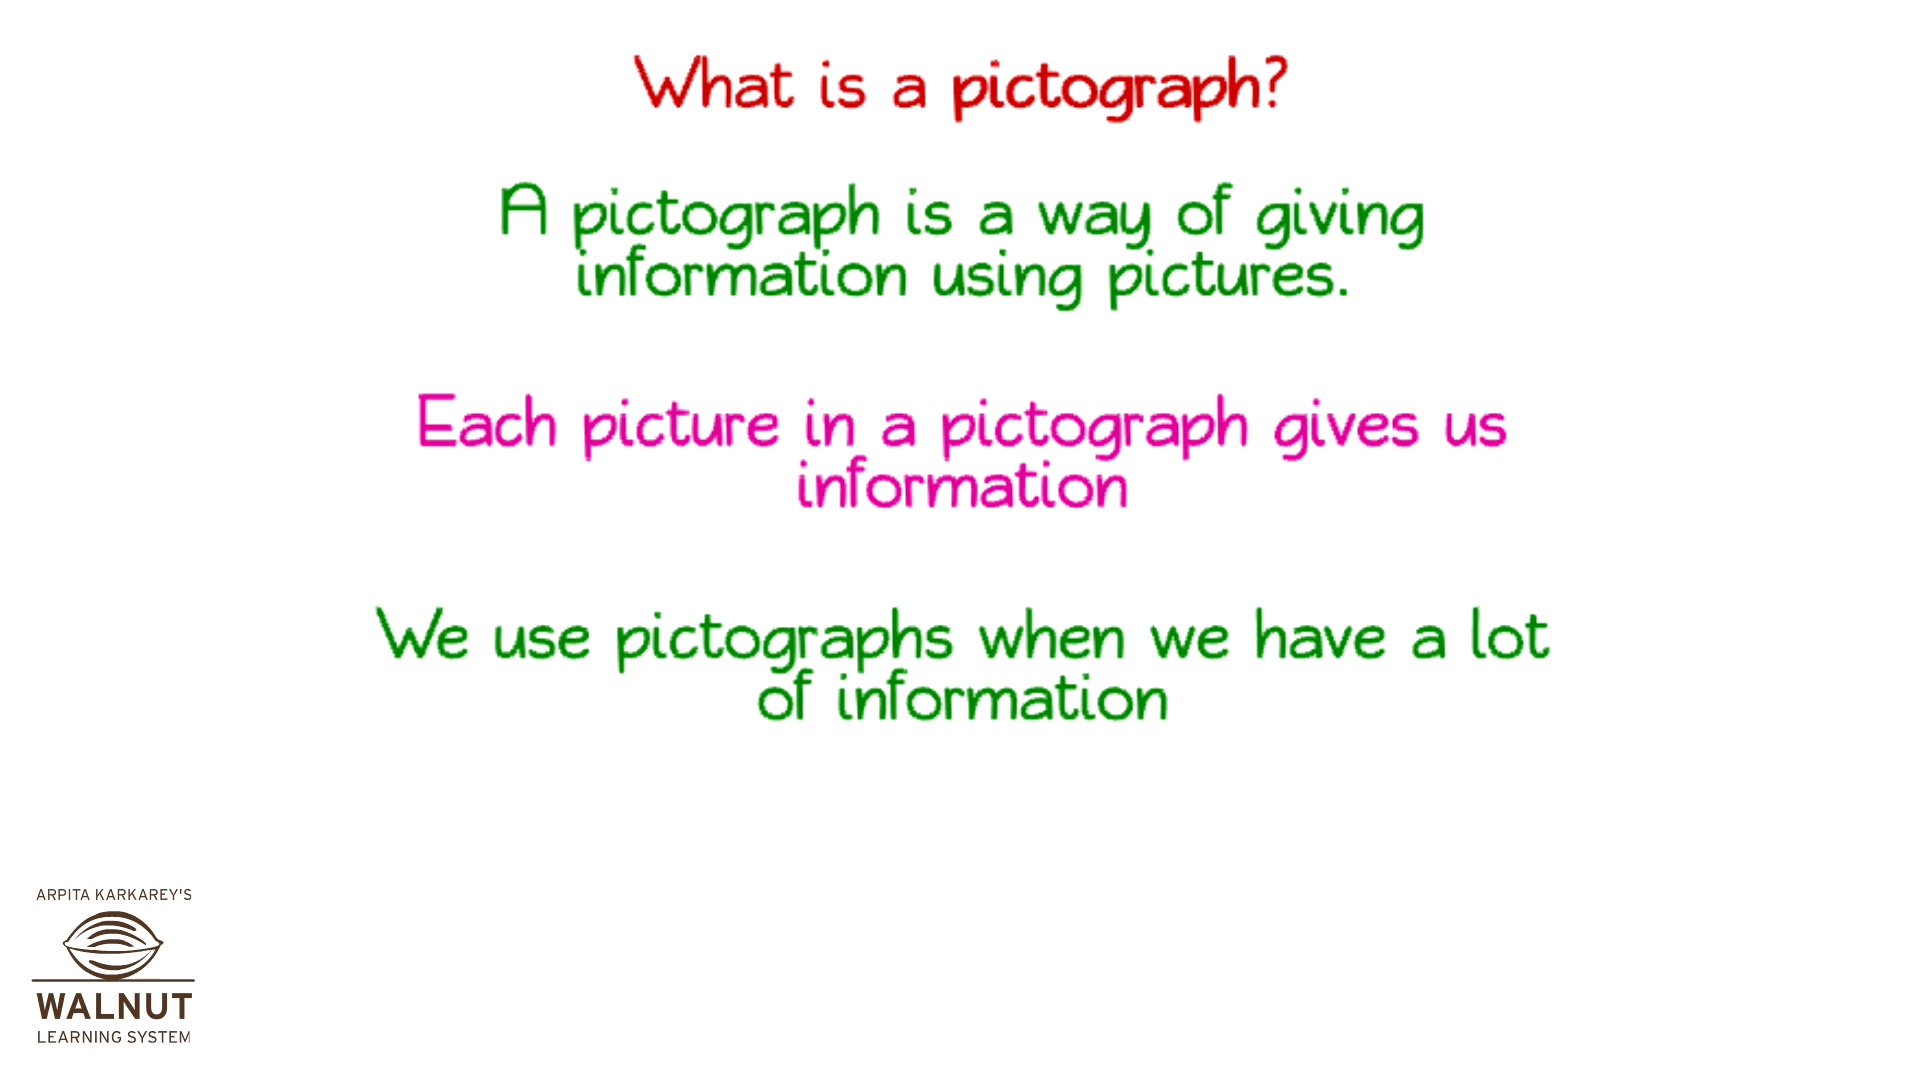 What is a pictograph?
A pictograph is a way of giving
information using pictures.
Each picture in a pictograph gives us
information
We use pictographs when we have a lot
of information
ARPITA KARKAREY'S
WALNUT
LEARNING SYSTEM